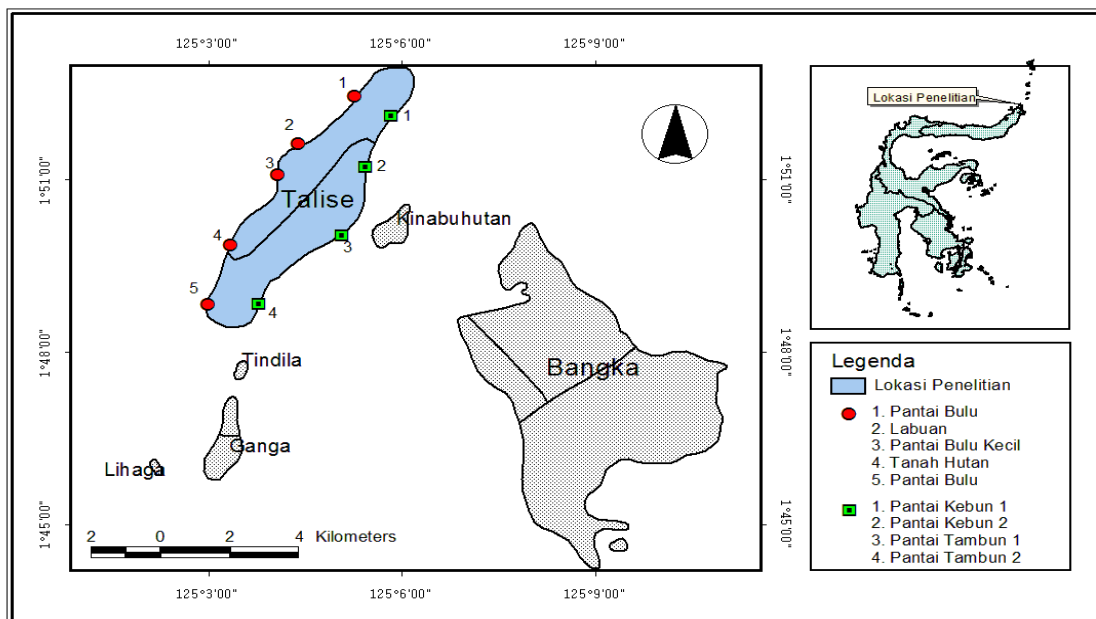 125°3'00"
125°6'00"
125°9'00"
1
1
2
2
3
Talise
Kinabuhutan
4
3
5
4
Tindila
Bangka
Ganga
Lihaga
2 0 2 4 Kilometers
1°51'00"
1°48'00"
1°45'00"
1°51'00"
1°48'00"
1°45'00"
125°3'00"
125°6'00"
125°9'00"
Lokasi Penelitian
Legenda
Lokasi Penelitian
1. Pantai Bulu
2. Labuan
3. Pantai Bulu Kecil
4. Tanah Hutan
5. Pantai Bulu
1. Pantai Kebun 1
2. Pantai Kebun 2
3. Pantai Tambun 1
4. Pantai Tambun 2